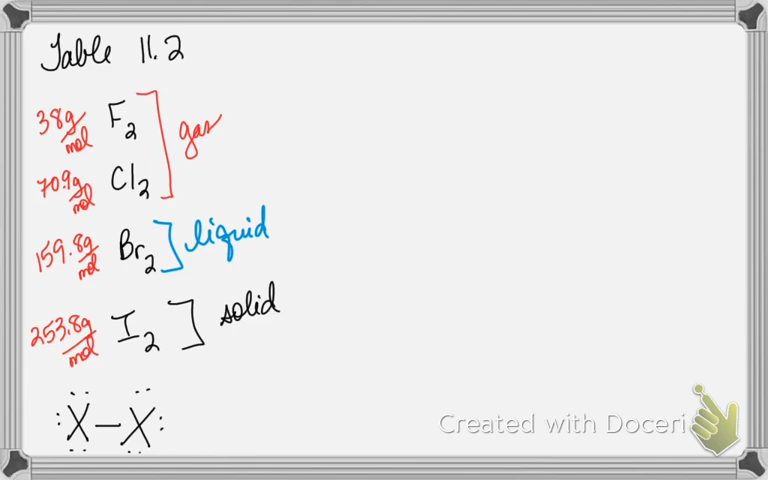 Table 11.2
38g/mol F₂
gas
70.9g/mol Cl₂
159.8g/mol Br₂ liquid
253.8g/mol I₂ solid
:X–X:
Created with Doceri